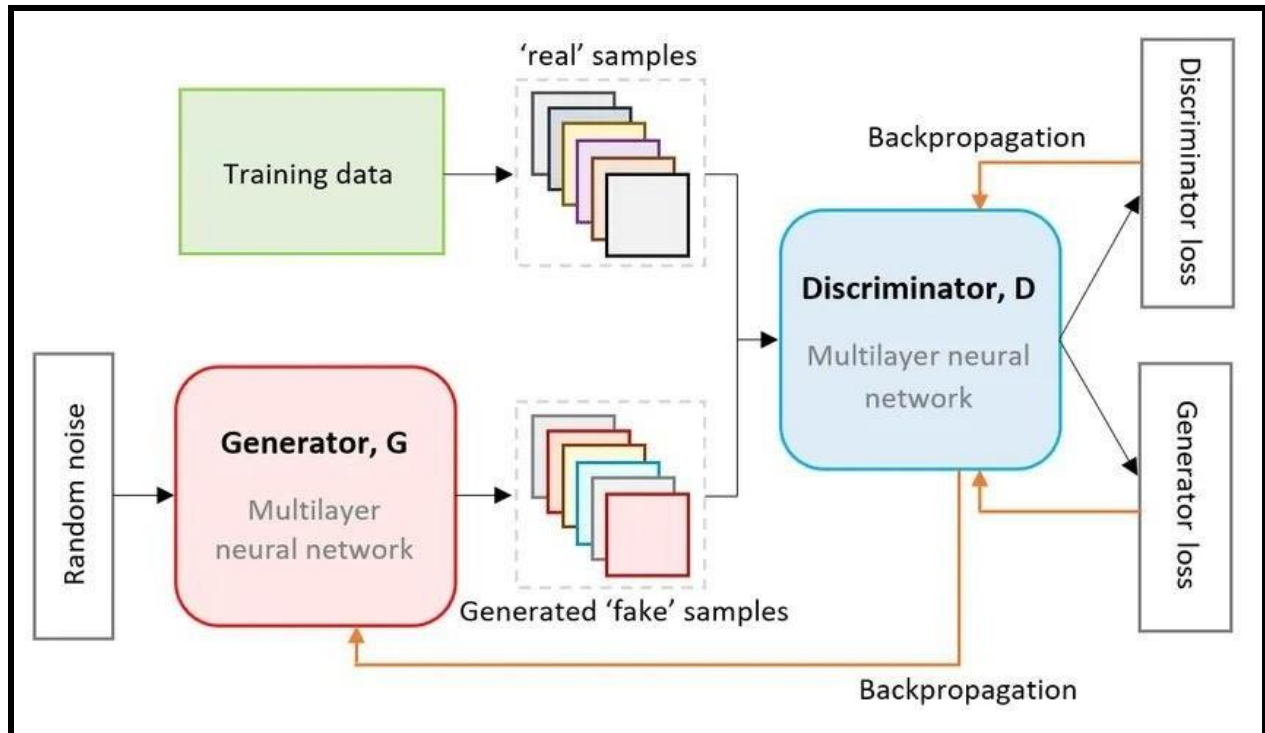 ‘real’ samples
Training data
Backpropagation
Discriminator loss
Discriminator, D
Multilayer neural
network
Random noise
Generator, G
Multilayer
neural network
Generated ‘fake’ samples
Generator loss
Backpropagation